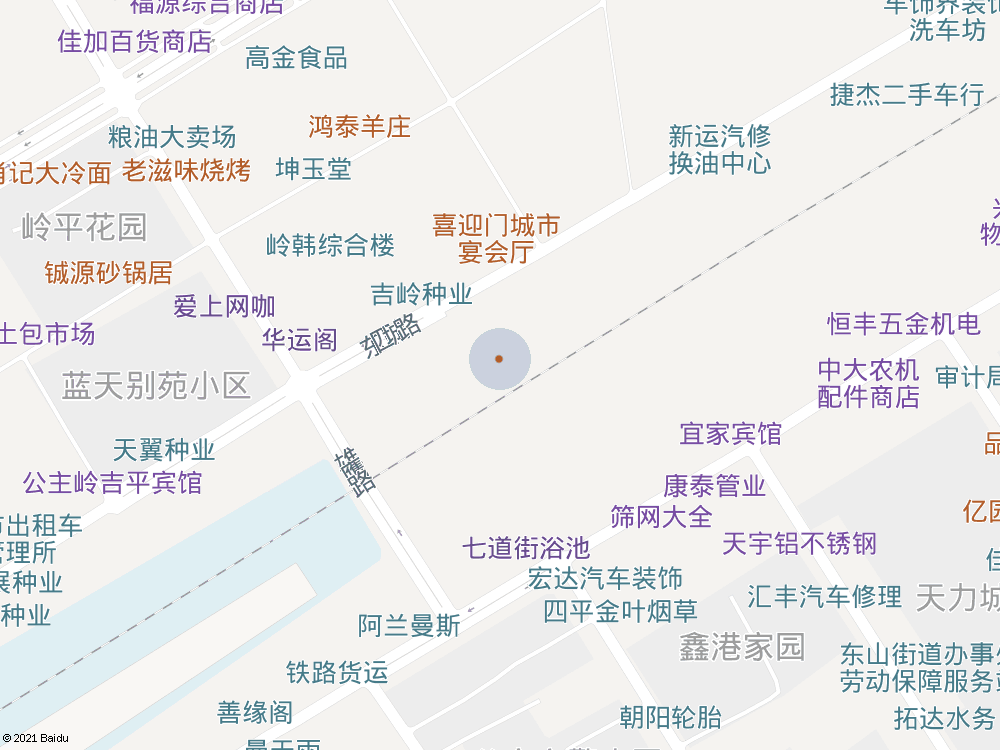 福源综合商店
佳加百货商店
高金食品
洗车坊
捷杰二手车行
鸿泰羊庄
粮油大卖场
新运汽修
换油中心
记大冷面
老滋味烧烤
坤玉堂
岭平花园
喜迎门城市
宴会厅
岭韩综合楼
铖源砂锅居
吉岭种业
爱上网咖
土包市场
华运阁
恒丰五金机电
蓝天别苑小区
中大农机
配件商店
审计局
宜家宾馆
天翼种业
公主岭吉平宾馆
康泰管业
筛网大全
出租车
管理所
七道街浴池
天宇铝不锈钢
宏达汽车装饰
展种业
种业
四平金叶烟草
汇丰汽车修理
天力城
阿兰曼斯
鑫港家园
铁路货运
东山街道办事处
劳动保障服务站
善缘阁
朝阳轮胎
拓达水务
© 2021 Baidu